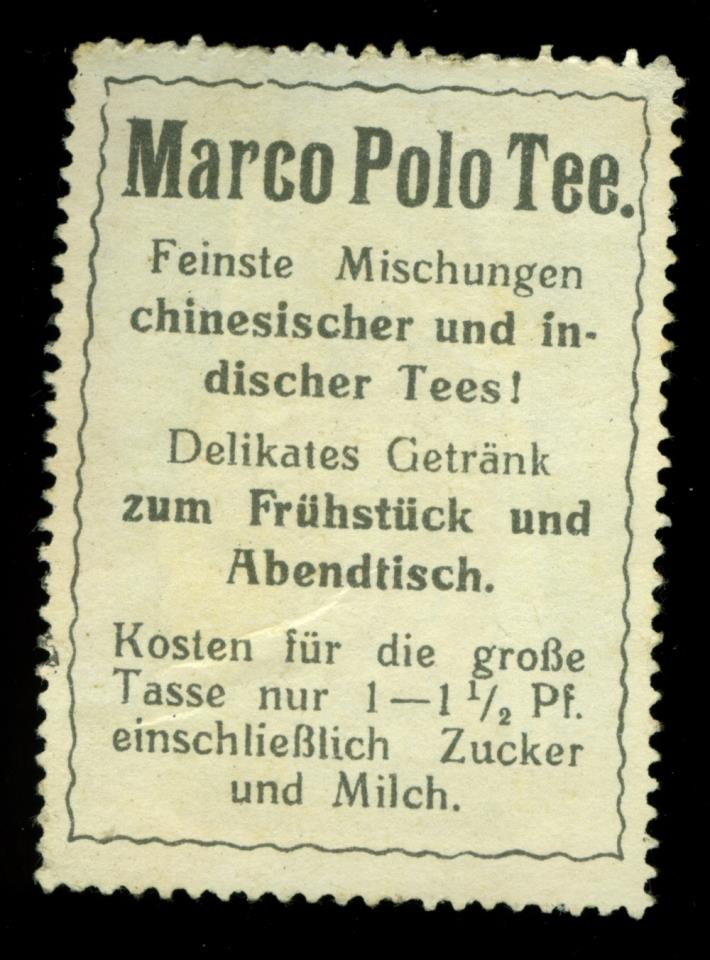 Marco Polo Tee.
Feinste Mischungen
chinesischer und in-
discher Tees!
Delikates Getränk
zum Frühstück und
Abendtisch.
Kosten für die große
Tasse nur 1—1 1/2 Pf.
einschließlich Zucker
und Milch.